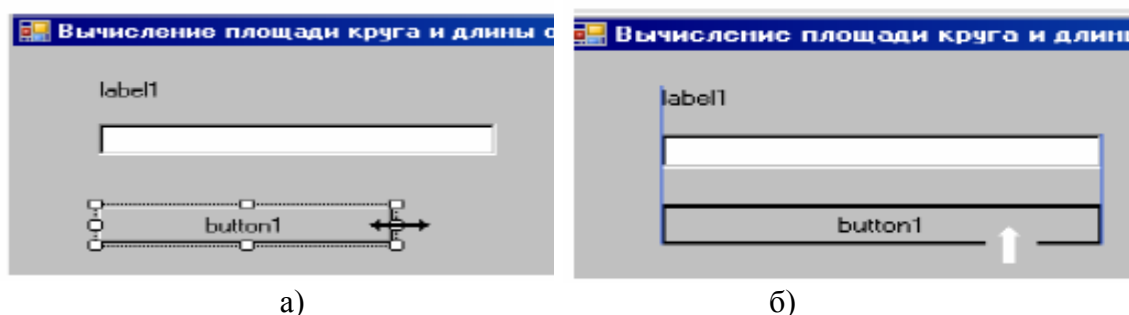 Вычисление площади круга и длины о
label1
button1
а)
Вычисление площади круга и длин
label1
button1
б)